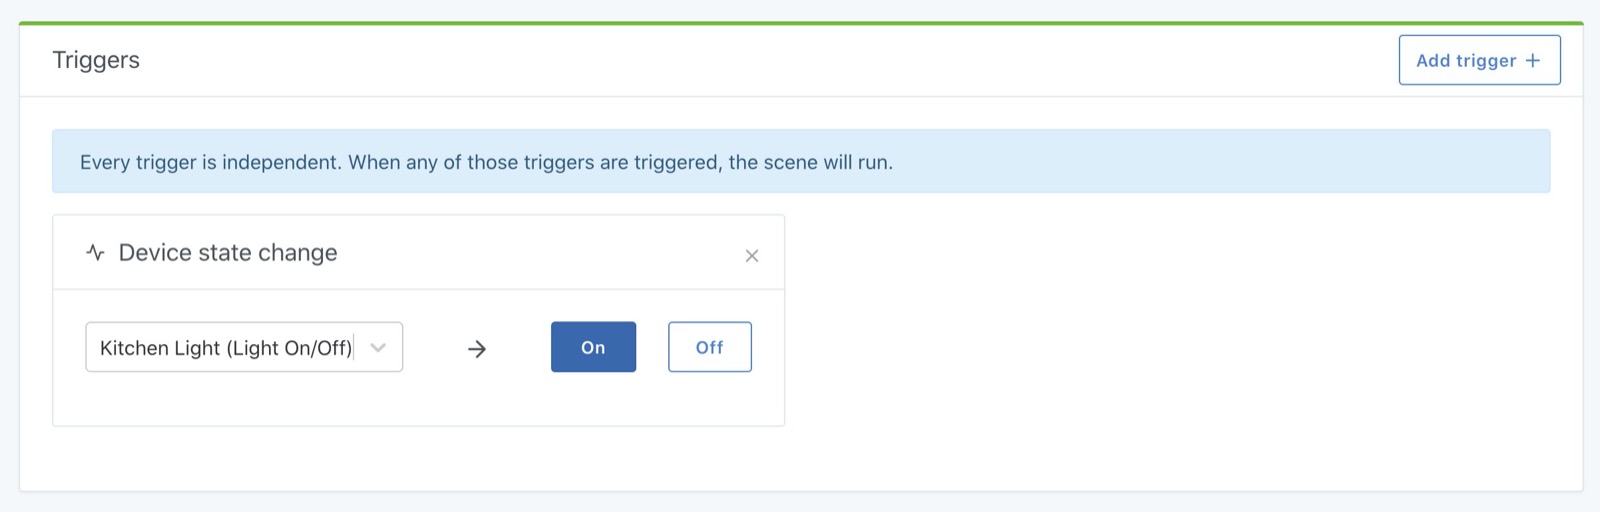 Triggers
Add trigger +
Every trigger is independent. When any of those triggers are triggered, the scene will run.
Device state change
Kitchen Light (Light On/Off)
On
Off